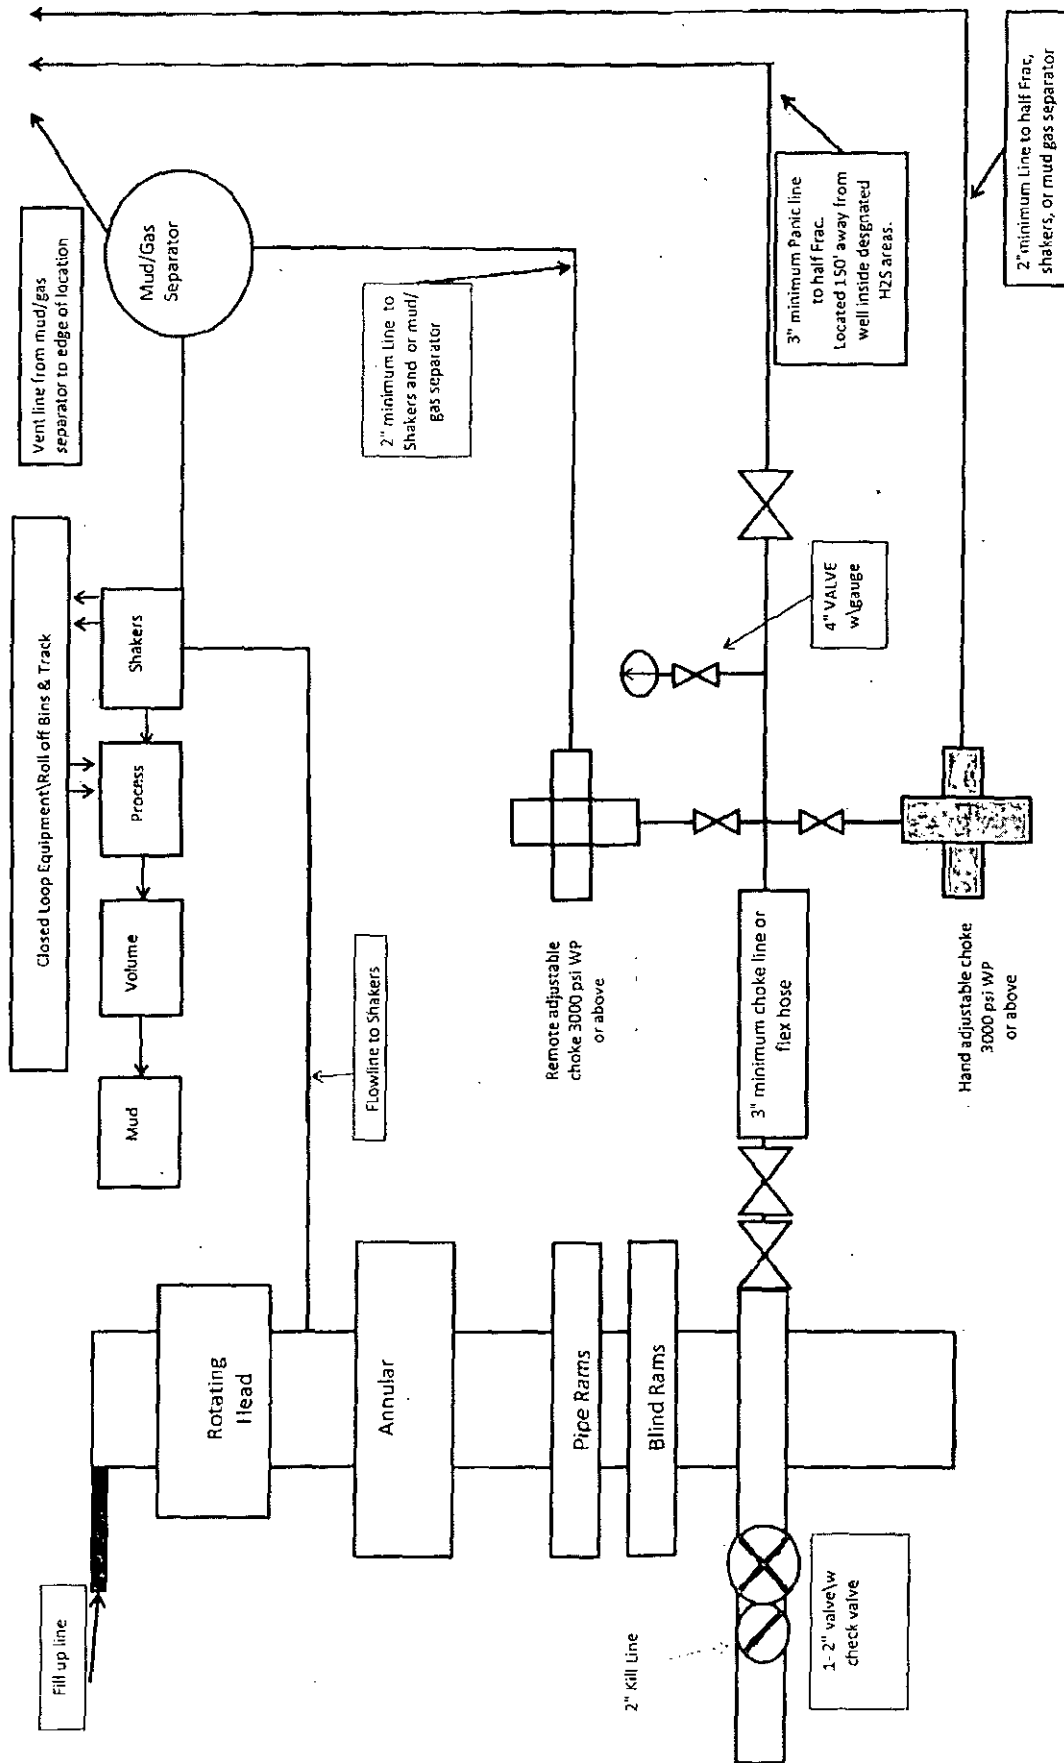 Fill up line
Rotating
Head
Annular
Pipe Rams
Blind Rams
2" Kill Line
1- 2" valve\w
check valve
Closed Loop Equipment\Roll off Bins & Track
Mud
Volume
Process
Shakers
FLowline to Shakers
Vent line from mud/gas
separator to edge of location
Mud/Gas
Separator
2" minimum Line to
Shakers and or mud/
gas separator
Remote adjustable
choke 3000 psi WP
or above
3" minimum choke line or
flex hose
4" VALVE
w\gauge
3" minimum Panic line
to half Frac.
Located 150' away from
well inside desgnated
H2S areas.
Hand adjustable choke
3000 psi WP
or above
2" minimum Line to half Frac,
shakers, or mud gas separator